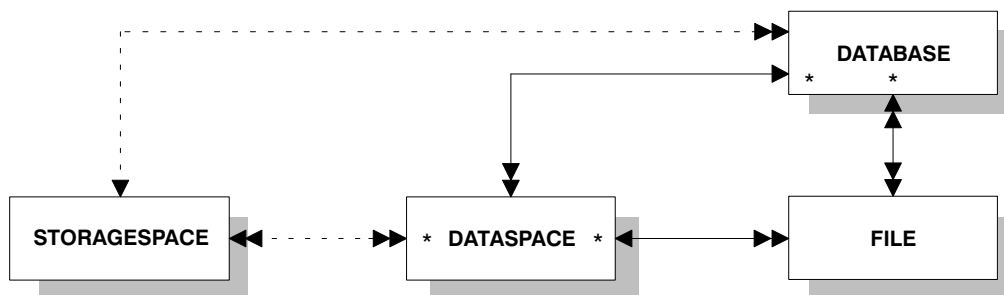 DATABASE
* *
STORAGESPACE
* DATASPACE *
FILE